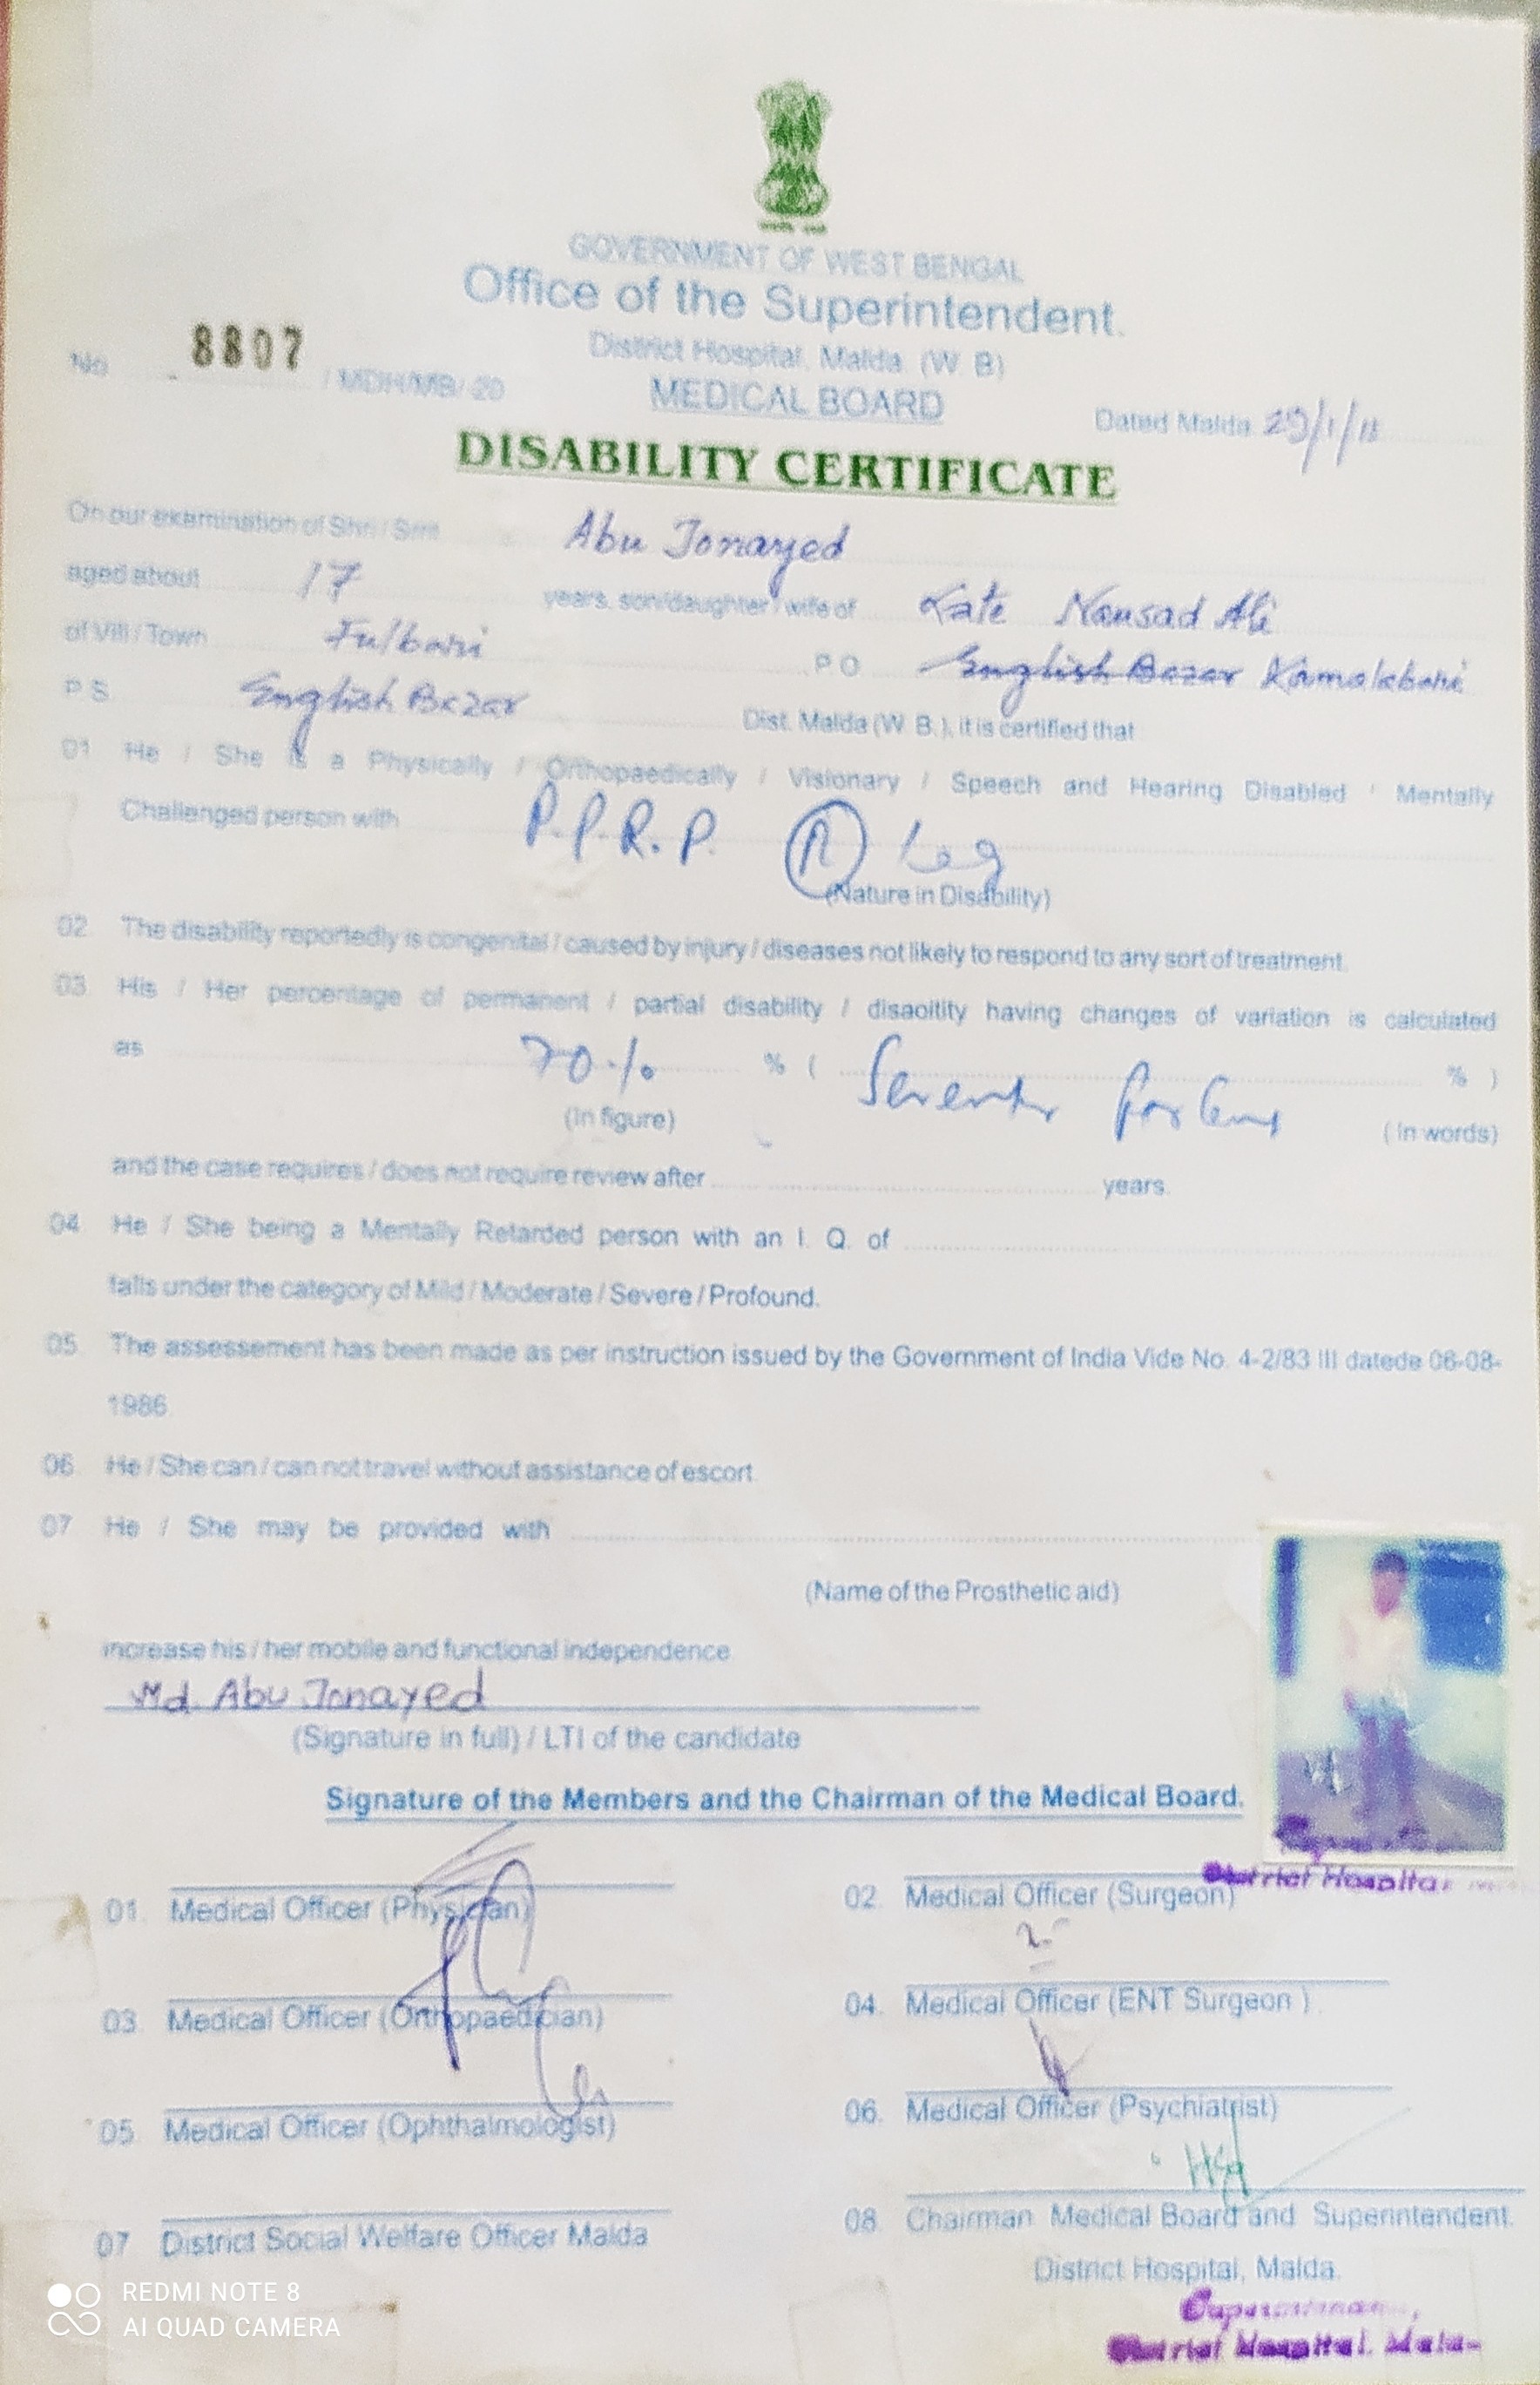 GOVERNMENT OF WEST BENGAL
Office of the Superintendent.
District Hospital, Malda. (W. B)
No. 8807 / MDH/MB/ 20
MEDICAL BOARD
Dated Malda 29/1/11
DISABILITY CERTIFICATE
On our examination of Shri / Smt Abu Jonayed
aged about 17 years, son/daughter / wife of Late Nausad Ali
of Vill / Town Fulbari P.O. English Bazar Kamalabari
P.S. English Bazar Dist. Malda (W. B.), it is certified that
01. He / She is a Physically / Orthopaedically / Visionary / Speech and Hearing Disabled / Mentally
Challenged person with P.P.R.P. (R) Leg
(Nature in Disability)
02. The disability reportedly is congenital / caused by injury / diseases not likely to respond to any sort of treatment.
03. His / Her percentage of permanent / partial disability / disaoitity having changes of variation is calculated
as 70% % ( %)
(In figure) (In words)
and the case requires / does not require review after years.
04. He / She being a Mentally Retarded person with an I. Q. of
falls under the category of Mild / Moderate / Severe / Profound.
05. The assessement has been made as per instruction issued by the Government of India Vide No. 4-2/83 III datede 06-08-
1986
06. He / She can / can not travel without assistance of escort.
07. He / She may be provided with
(Name of the Prosthetic aid)
increase his / her mobile and functional independence
Md. Abu Jonayed
(Signature in full) / LTI of the candidate
Signature of the Members and the Chairman of the Medical Board.
District Hospital
01. Medical Officer (Physician) 02. Medical Officer (Surgeon)
03. Medical Officer (Orthopaedician) 04. Medical Officer (ENT Surgeon )
05. Medical Officer (Ophthalmologist) 06. Medical Officer (Psychiatrist)
07. District Social Welfare Officer Malda 08. Chairman Medical Board and Superintendent.
District Hospital, Malda.
District Hospital.
REDMI NOTE 8
AI QUAD CAMERA